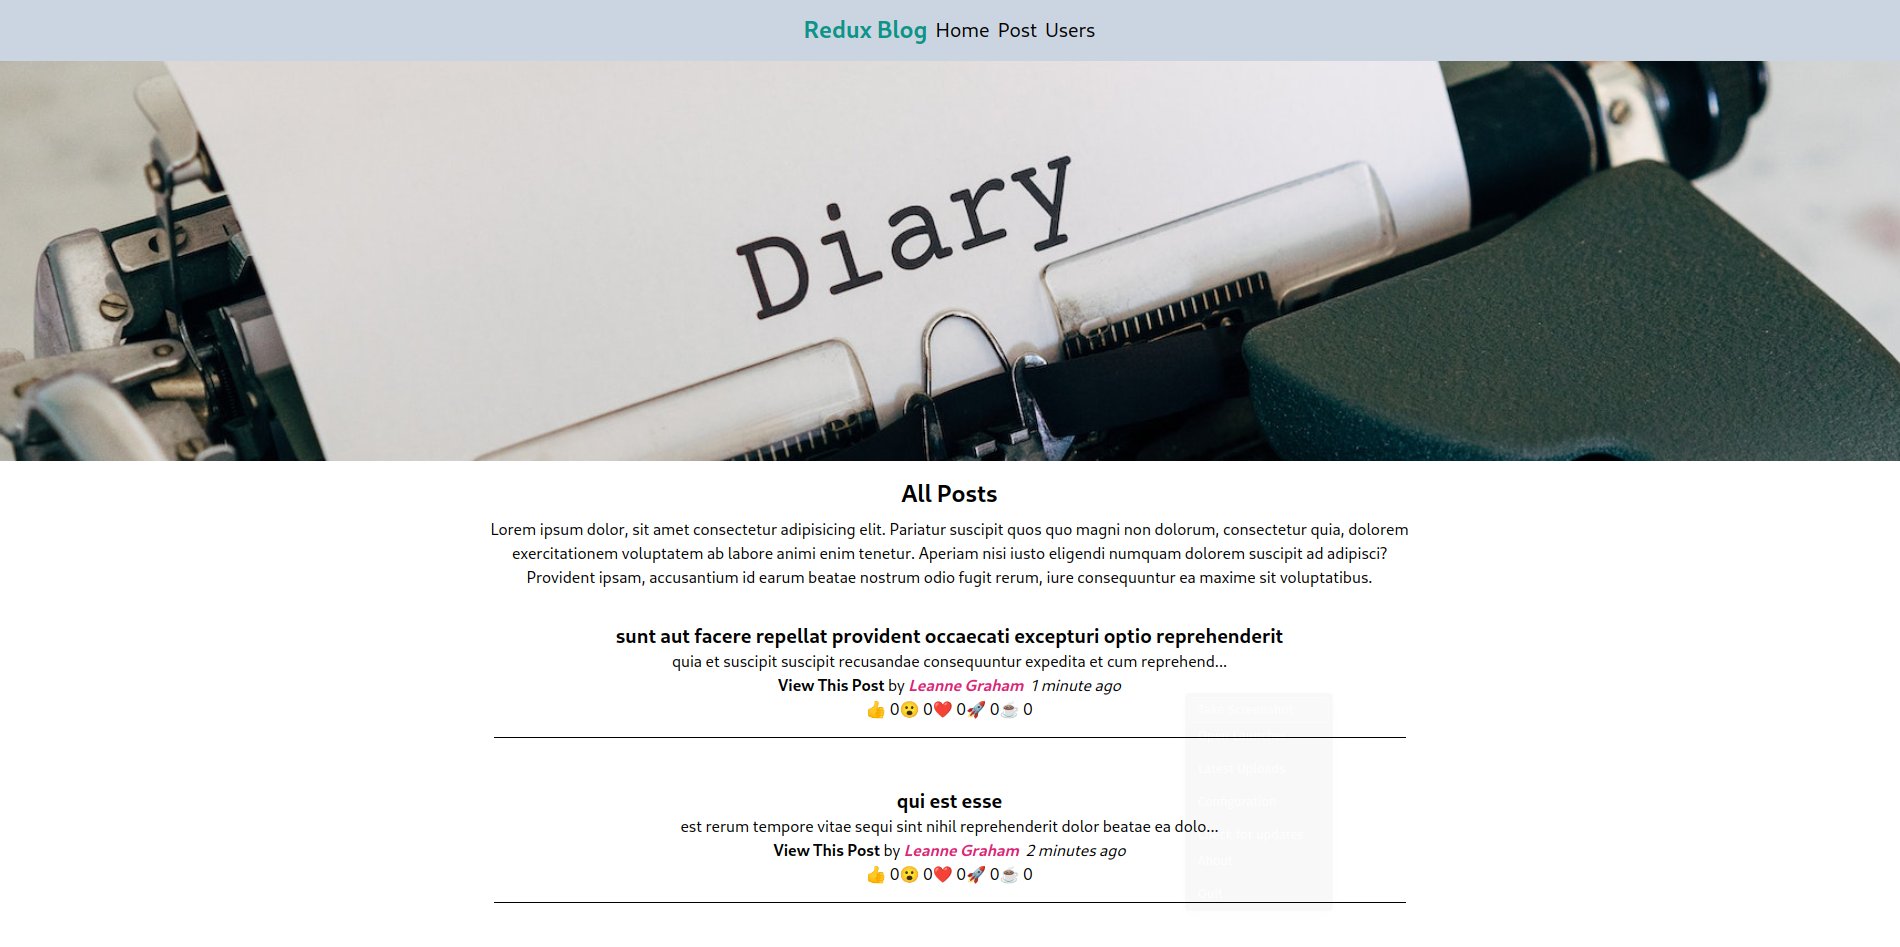 Redux Blog Home Post Users
Diary
All Posts
Lorem ipsum dolor, sit amet consectetur adipisicing elit. Pariatur suscipit quos quo magni non dolorum, consectetur quia, dolorem
exercitationem voluptatem ab labore animi enim tenetur. Aperiam nisi iusto eligendi numquam dolorem suscipit ad adipisci?
Provident ipsam, accusantium id earum beatae nostrum odio fugit rerum, iure consequuntur ea maxime sit voluptatibus.
sunt aut facere repellat provident occaecati excepturi optio reprehenderit
quia et suscipit suscipit recusandae consequuntur expedita et cum reprehend...
View This Post by Leanne Graham 1 minute ago
👍 0😮 0❤️ 0🚀 0☕ 0
qui est esse
est rerum tempore vitae sequi sint nihil reprehenderit dolor beatae ea dolo...
View This Post by Leanne Graham 2 minutes ago
👍 0😮 0❤️ 0🚀 0☕ 0